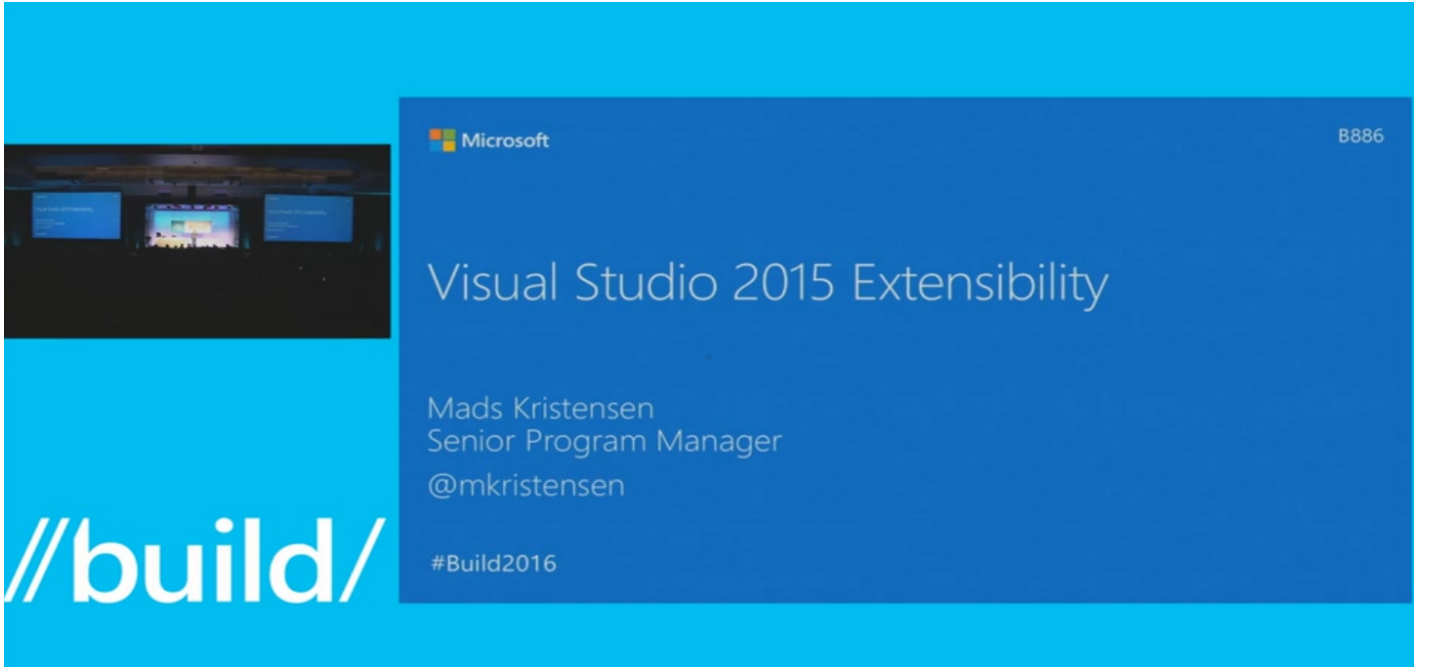 Microsoft
B886
Visual Studio 2015 Extensibility
Mads Kristensen
Senior Program Manager
@mkristensen
#Build2016
//build/